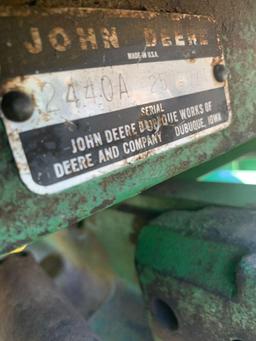 JOHN DEERE
MADE IN U.S.A.
2440A
SERIAL
JOHN DEERE DUBUQUE WORKS OF
DEERE AND COMPANY DUBUQUE, IOWA